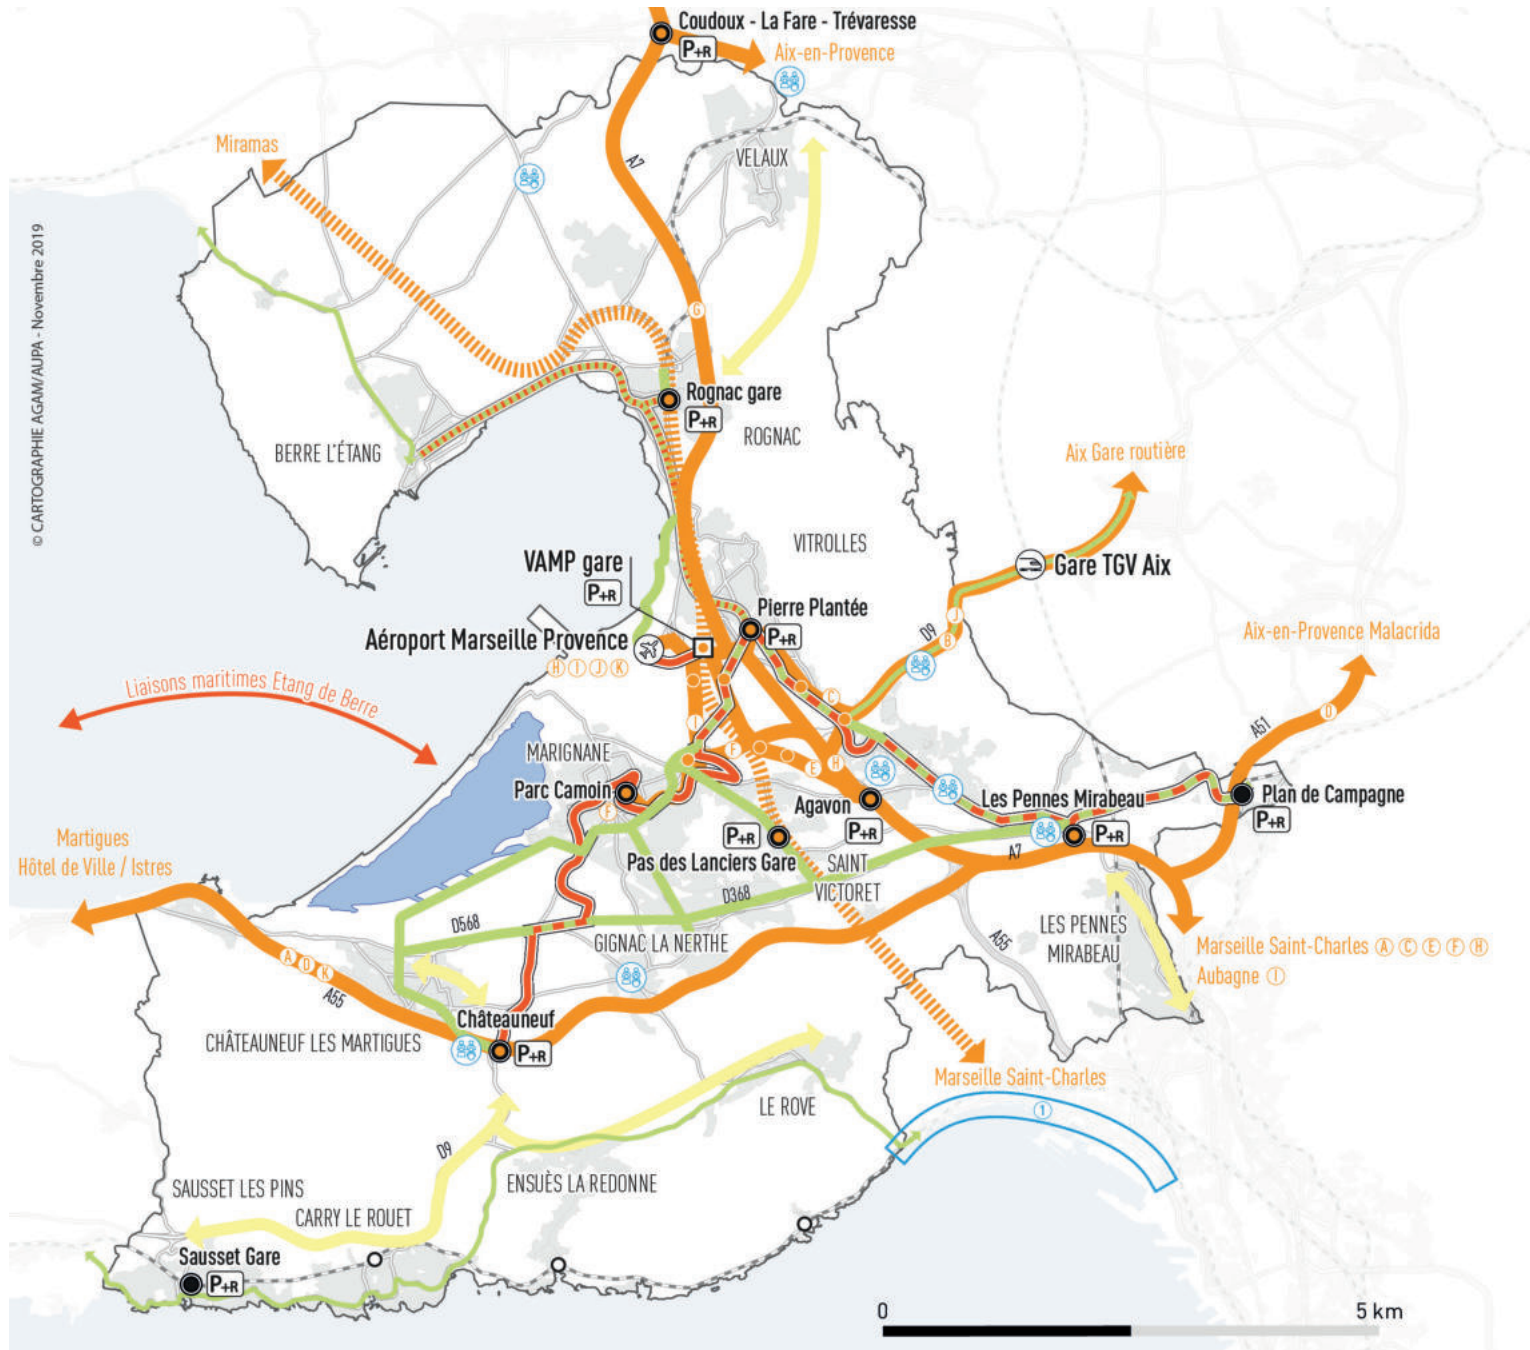 Coudoux - La Fare - Trévaresse
P+R
Aix-en-Provence
Miramas
A7
VELAUX
© CARTOGRAPHIE AGAM/AUPA - Novembre 2019
G
Rognac gare
P+R
ROGNAC
BERRE L'ÉTANG
Aix Gare routière
VITROLLES
VAMP gare
P+R
Gare TGV Aix
Pierre Plantée
P+R
J
B
D9
Aéroport Marseille Provence
H I J K
Aix-en-Provence Malacrida
Liaisons maritimes Etang de Berre
C
D
A51
I
F
E
H
MARIGNANE
Parc Camoin
F
Agavon
P+R
Les Pennes Mirabeau
P+R
Plan de Campagne
P+R
P+R
Pas des Lanciers Gare
SAINT
VICTORET
A7
Martigues
Hôtel de Ville / Istres
D368
D568
GIGNAC LA NERTHE
A55
LES PENNES
MIRABEAU
Marseille Saint-Charles A C E F H
Aubagne I
A D K
A55
Châteauneuf
P+R
CHÂTEAUNEUF LES MARTIGUES
Marseille Saint-Charles
1
LE ROVE
D9
ENSUÈS LA REDONNE
SAUSSET LES PINS
CARRY LE ROUET
Sausset Gare
P+R
0 5 km